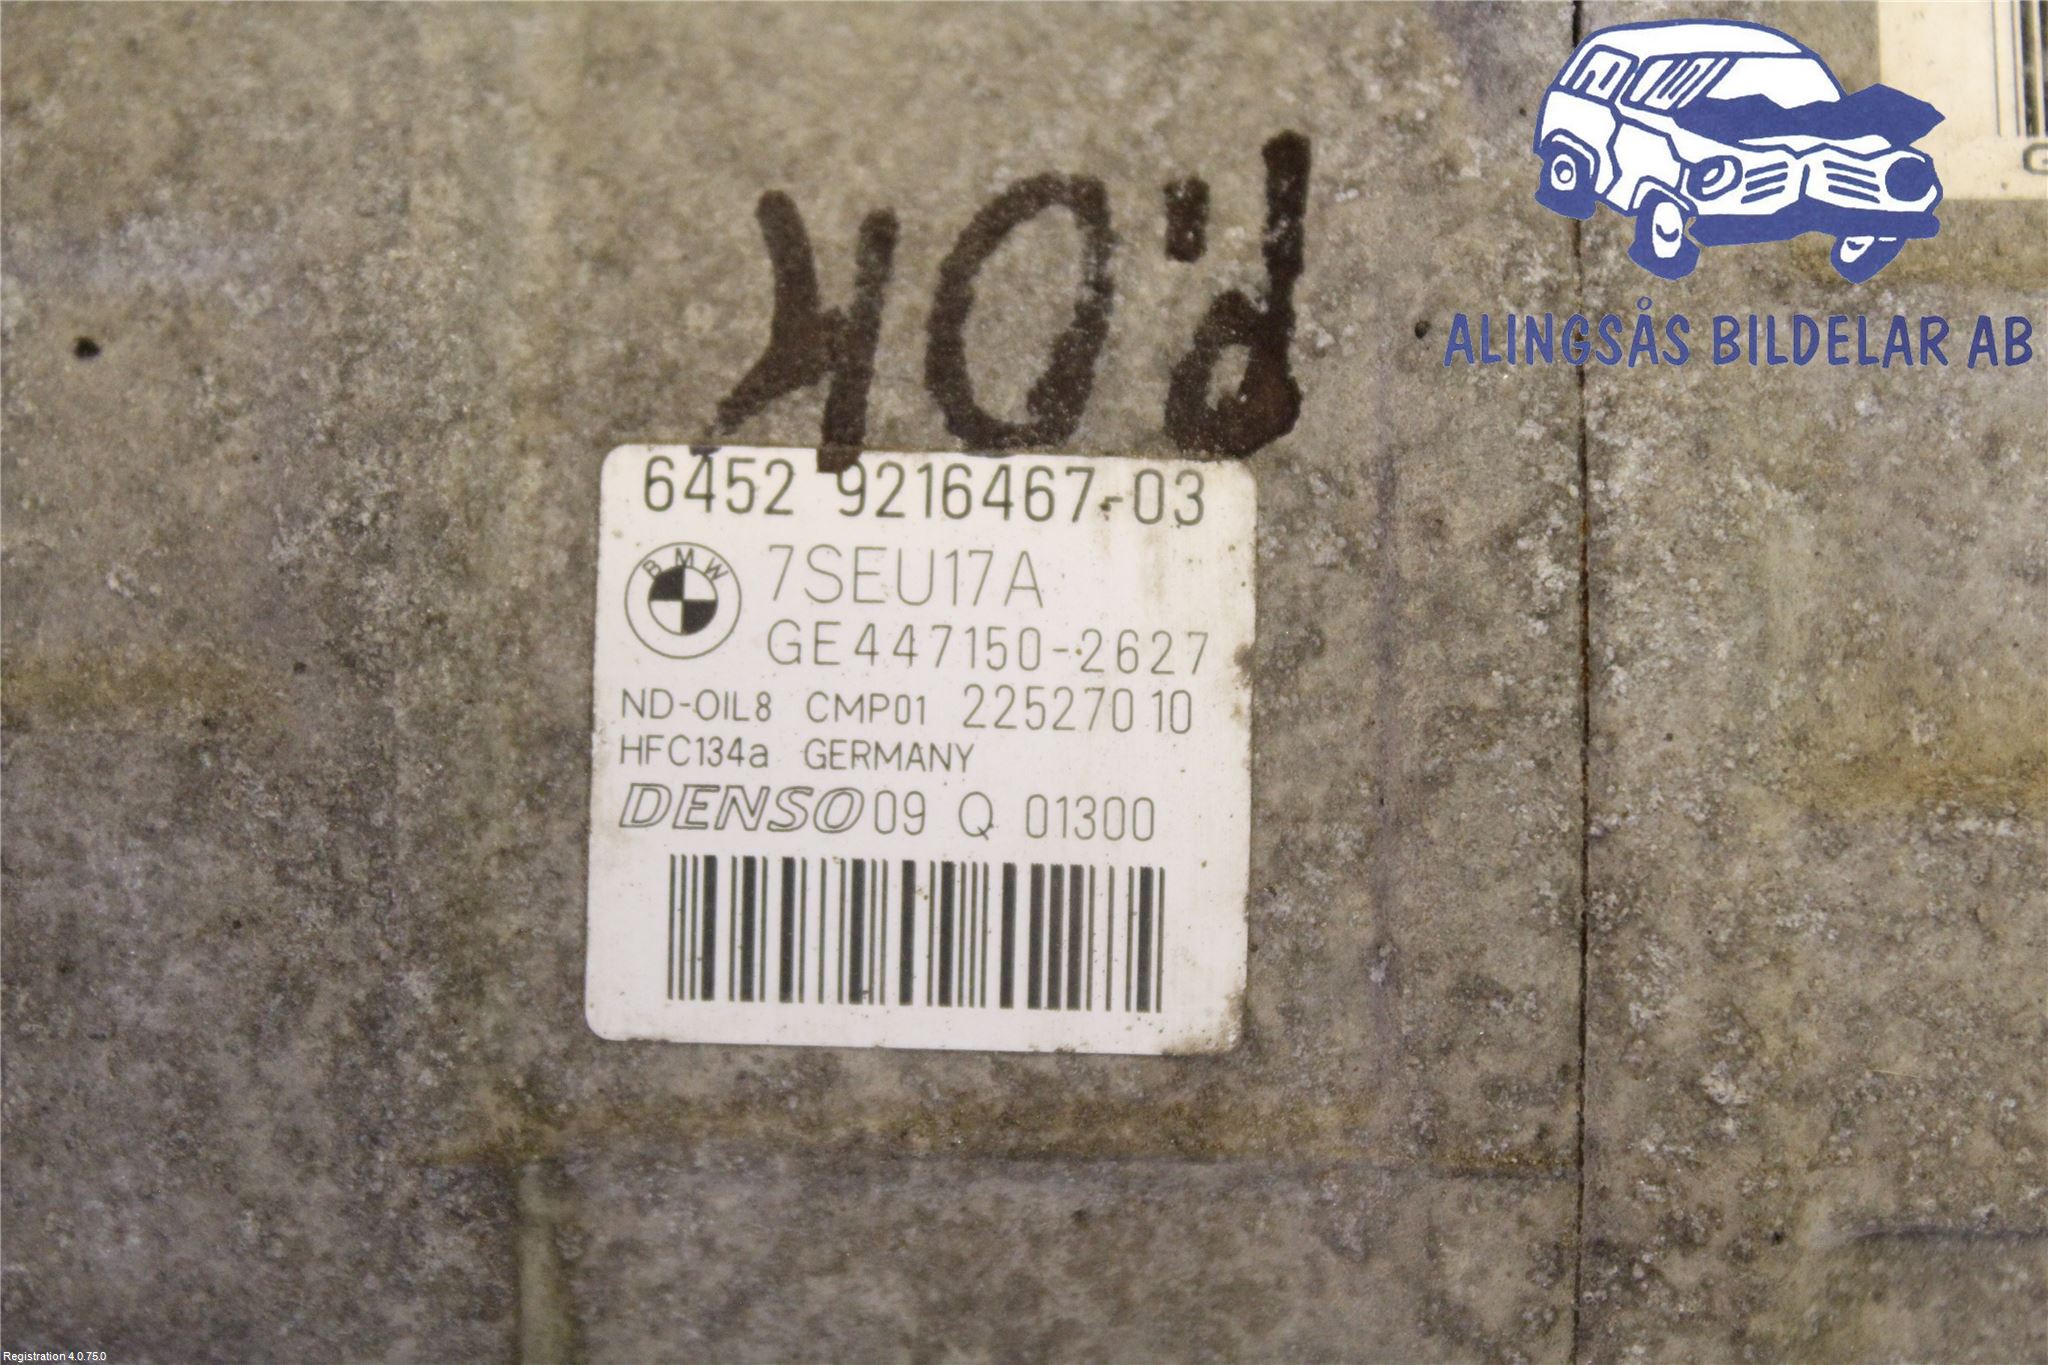 ALINGSÅS BILDELAR AB
P.OK
6452 9216467-03
BMW
7SEU17A
GE447150-2627
ND-OIL8 CMP01 22527010
HFC134a GERMANY
DENSO 09 Q 01300
Registration 4.0.75.0